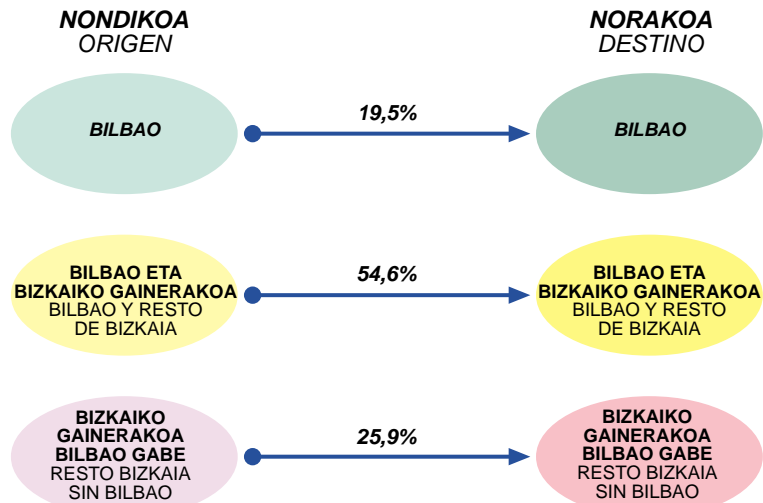 NONDIKOA
ORIGEN
NORAKOA
DESTINO
BILBAO
19,5%
BILBAO
BILBAO ETA
BIZKAIKO GAINERAKOA
BILBAO Y RESTO
DE BIZKAIA
54,6%
BILBAO ETA
BIZKAIKO GAINERAKOA
BILBAO Y RESTO
DE BIZKAIA
BIZKAIKO
GAINERAKOA
BILBAO GABE
RESTO BIZKAIA
SIN BILBAO
25,9%
BIZKAIKO
GAINERAKOA
BILBAO GABE
RESTO BIZKAIA
SIN BILBAO